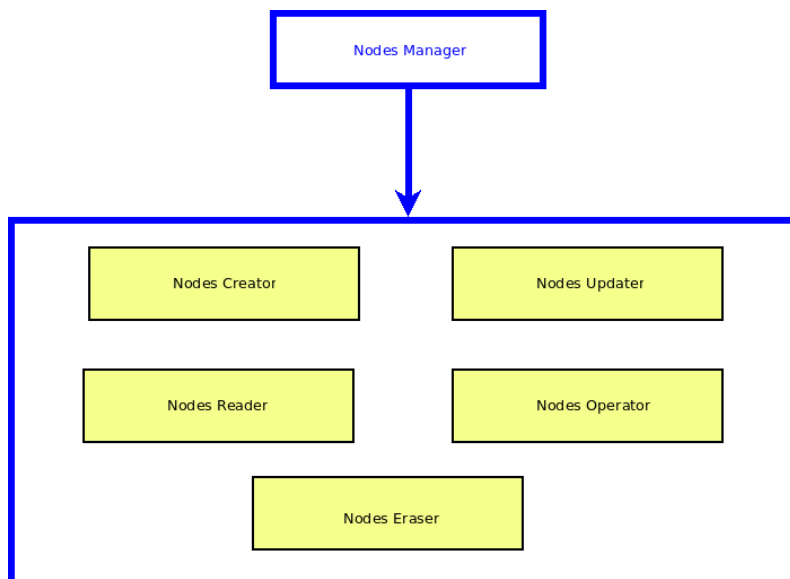 Nodes Manager
Nodes Creator
Nodes Updater
Nodes Reader
Nodes Operator
Nodes Eraser